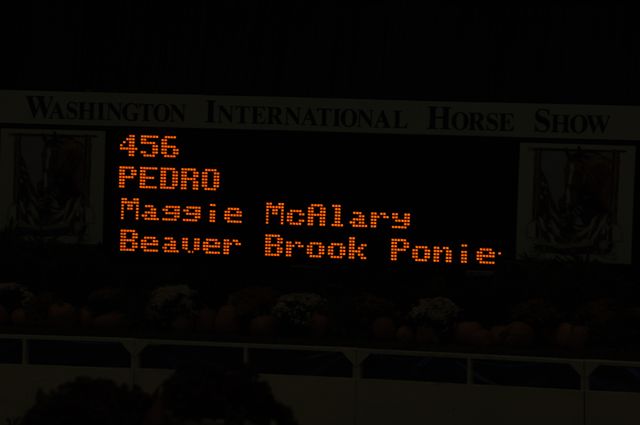 WASHINGTON INTERNATIONAL HORSE SHOW
456
PEDRO
Maggie McAlary
Beaver Brook Ponie